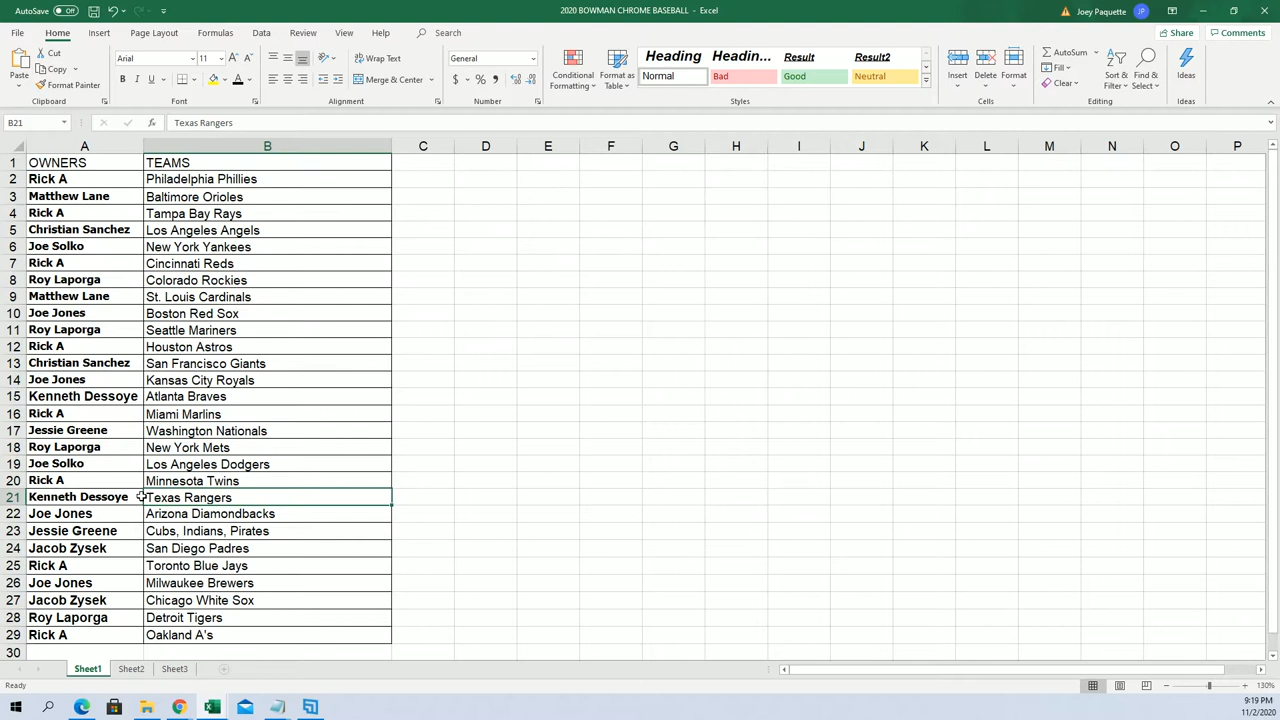 AutoSave Off 2020 BOWMAN CHROME BASEBALL - Excel Joey Paquette JP
File Home Insert Page Layout Formulas Data Review View Help Search Share Comments
Paste Cut Copy Format Painter Clipboard
Arial 11 A A B I U A Font
Wrap Text Merge & Center Alignment
General $ % , Number
Conditional Formatting Format as Table Heading Headin... Result Result2 Normal Bad Good Neutral Styles
Insert Delete Format Cells
AutoSum Fill Clear Sort & Filter Find & Select Editing Ideas Ideas
B21 fx Texas Rangers
A B C D E F G H I J K L M N O P
1 OWNERS TEAMS
2 Rick A Philadelphia Phillies
3 Matthew Lane Baltimore Orioles
4 Rick A Tampa Bay Rays
5 Christian Sanchez Los Angeles Angels
6 Joe Solko New York Yankees
7 Rick A Cincinnati Reds
8 Roy Laporga Colorado Rockies
9 Matthew Lane St. Louis Cardinals
10 Joe Jones Boston Red Sox
11 Roy Laporga Seattle Mariners
12 Rick A Houston Astros
13 Christian Sanchez San Francisco Giants
14 Joe Jones Kansas City Royals
15 Kenneth Dessoye Atlanta Braves
16 Rick A Miami Marlins
17 Jessie Greene Washington Nationals
18 Roy Laporga New York Mets
19 Joe Solko Los Angeles Dodgers
20 Rick A Minnesota Twins
21 Kenneth Dessoye Texas Rangers
22 Joe Jones Arizona Diamondbacks
23 Jessie Greene Cubs, Indians, Pirates
24 Jacob Zysek San Diego Padres
25 Rick A Toronto Blue Jays
26 Joe Jones Milwaukee Brewers
27 Jacob Zysek Chicago White Sox
28 Roy Laporga Detroit Tigers
29 Rick A Oakland A's
30
Sheet1 Sheet2 Sheet3
Ready 130%
9:19 PM
11/2/2020